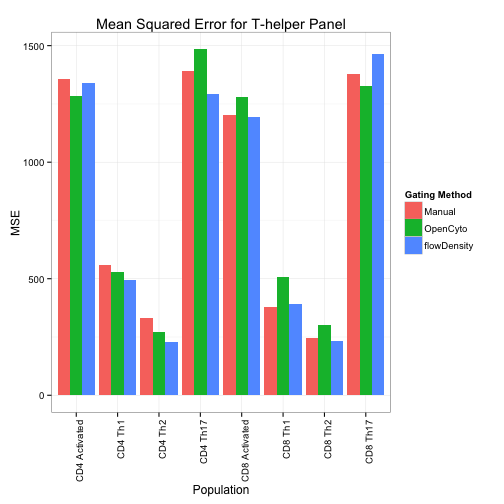 Mean Squared Error for T-helper Panel
MSE
1500
1000
500
0
CD4 Activated
CD4 Th1
CD4 Th2
CD4 Th17
CD8 Activated
CD8 Th1
CD8 Th2
CD8 Th17
Population
Gating Method
Manual
OpenCyto
flowDensity